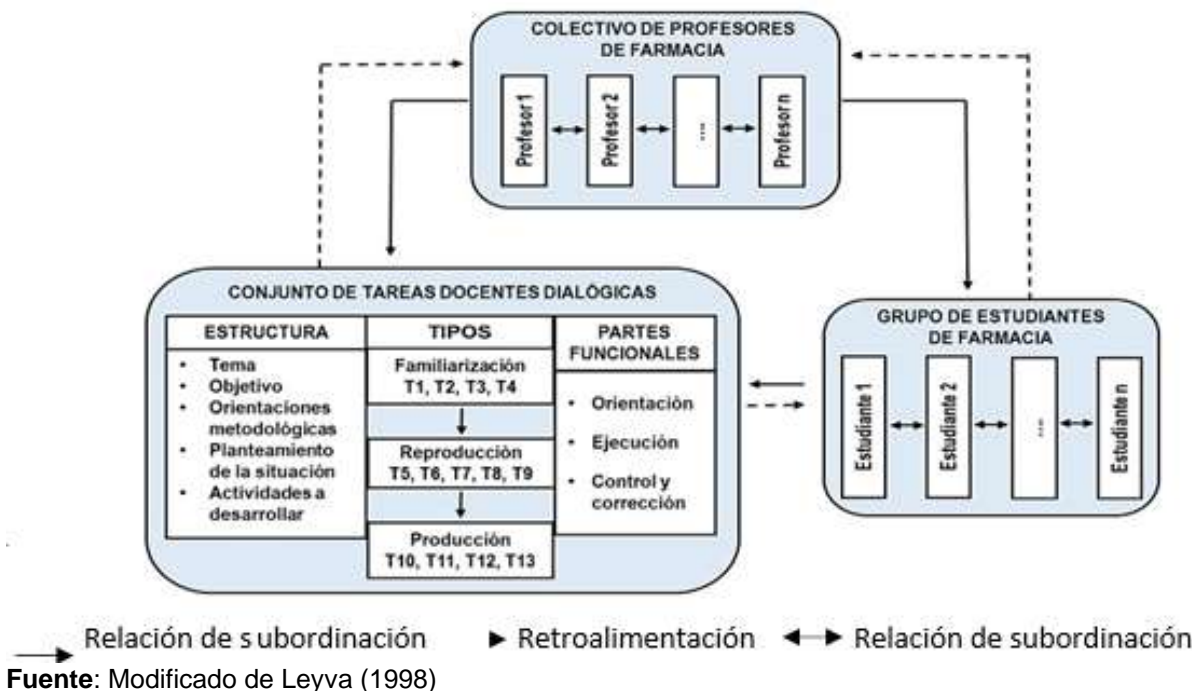 COLECTIVO DE PROFESORES
DE FARMACIA
Profesor 1
Profesor 2
...
Profesor n
CONJUNTO DE TAREAS DOCENTES DIALÓGICAS
ESTRUCTURA
• Tema
• Objetivo
• Orientaciones
metodológicas
• Planteamiento
de la situación
• Actividades a
desarrollar
TIPOS
Familiarización
T1, T2, T3, T4
Reproducción
T5, T6, T7, T8, T9
Producción
T10, T11, T12, T13
PARTES
FUNCIONALES
• Orientación
• Ejecución
• Control y
corrección
GRUPO DE ESTUDIANTES
DE FARMACIA
Estudiante 1
Estudiante 2
...
Estudiante n
Relación de subordinación
Retroalimentación
Relación de subordinación
Fuente: Modificado de Leyva (1998)